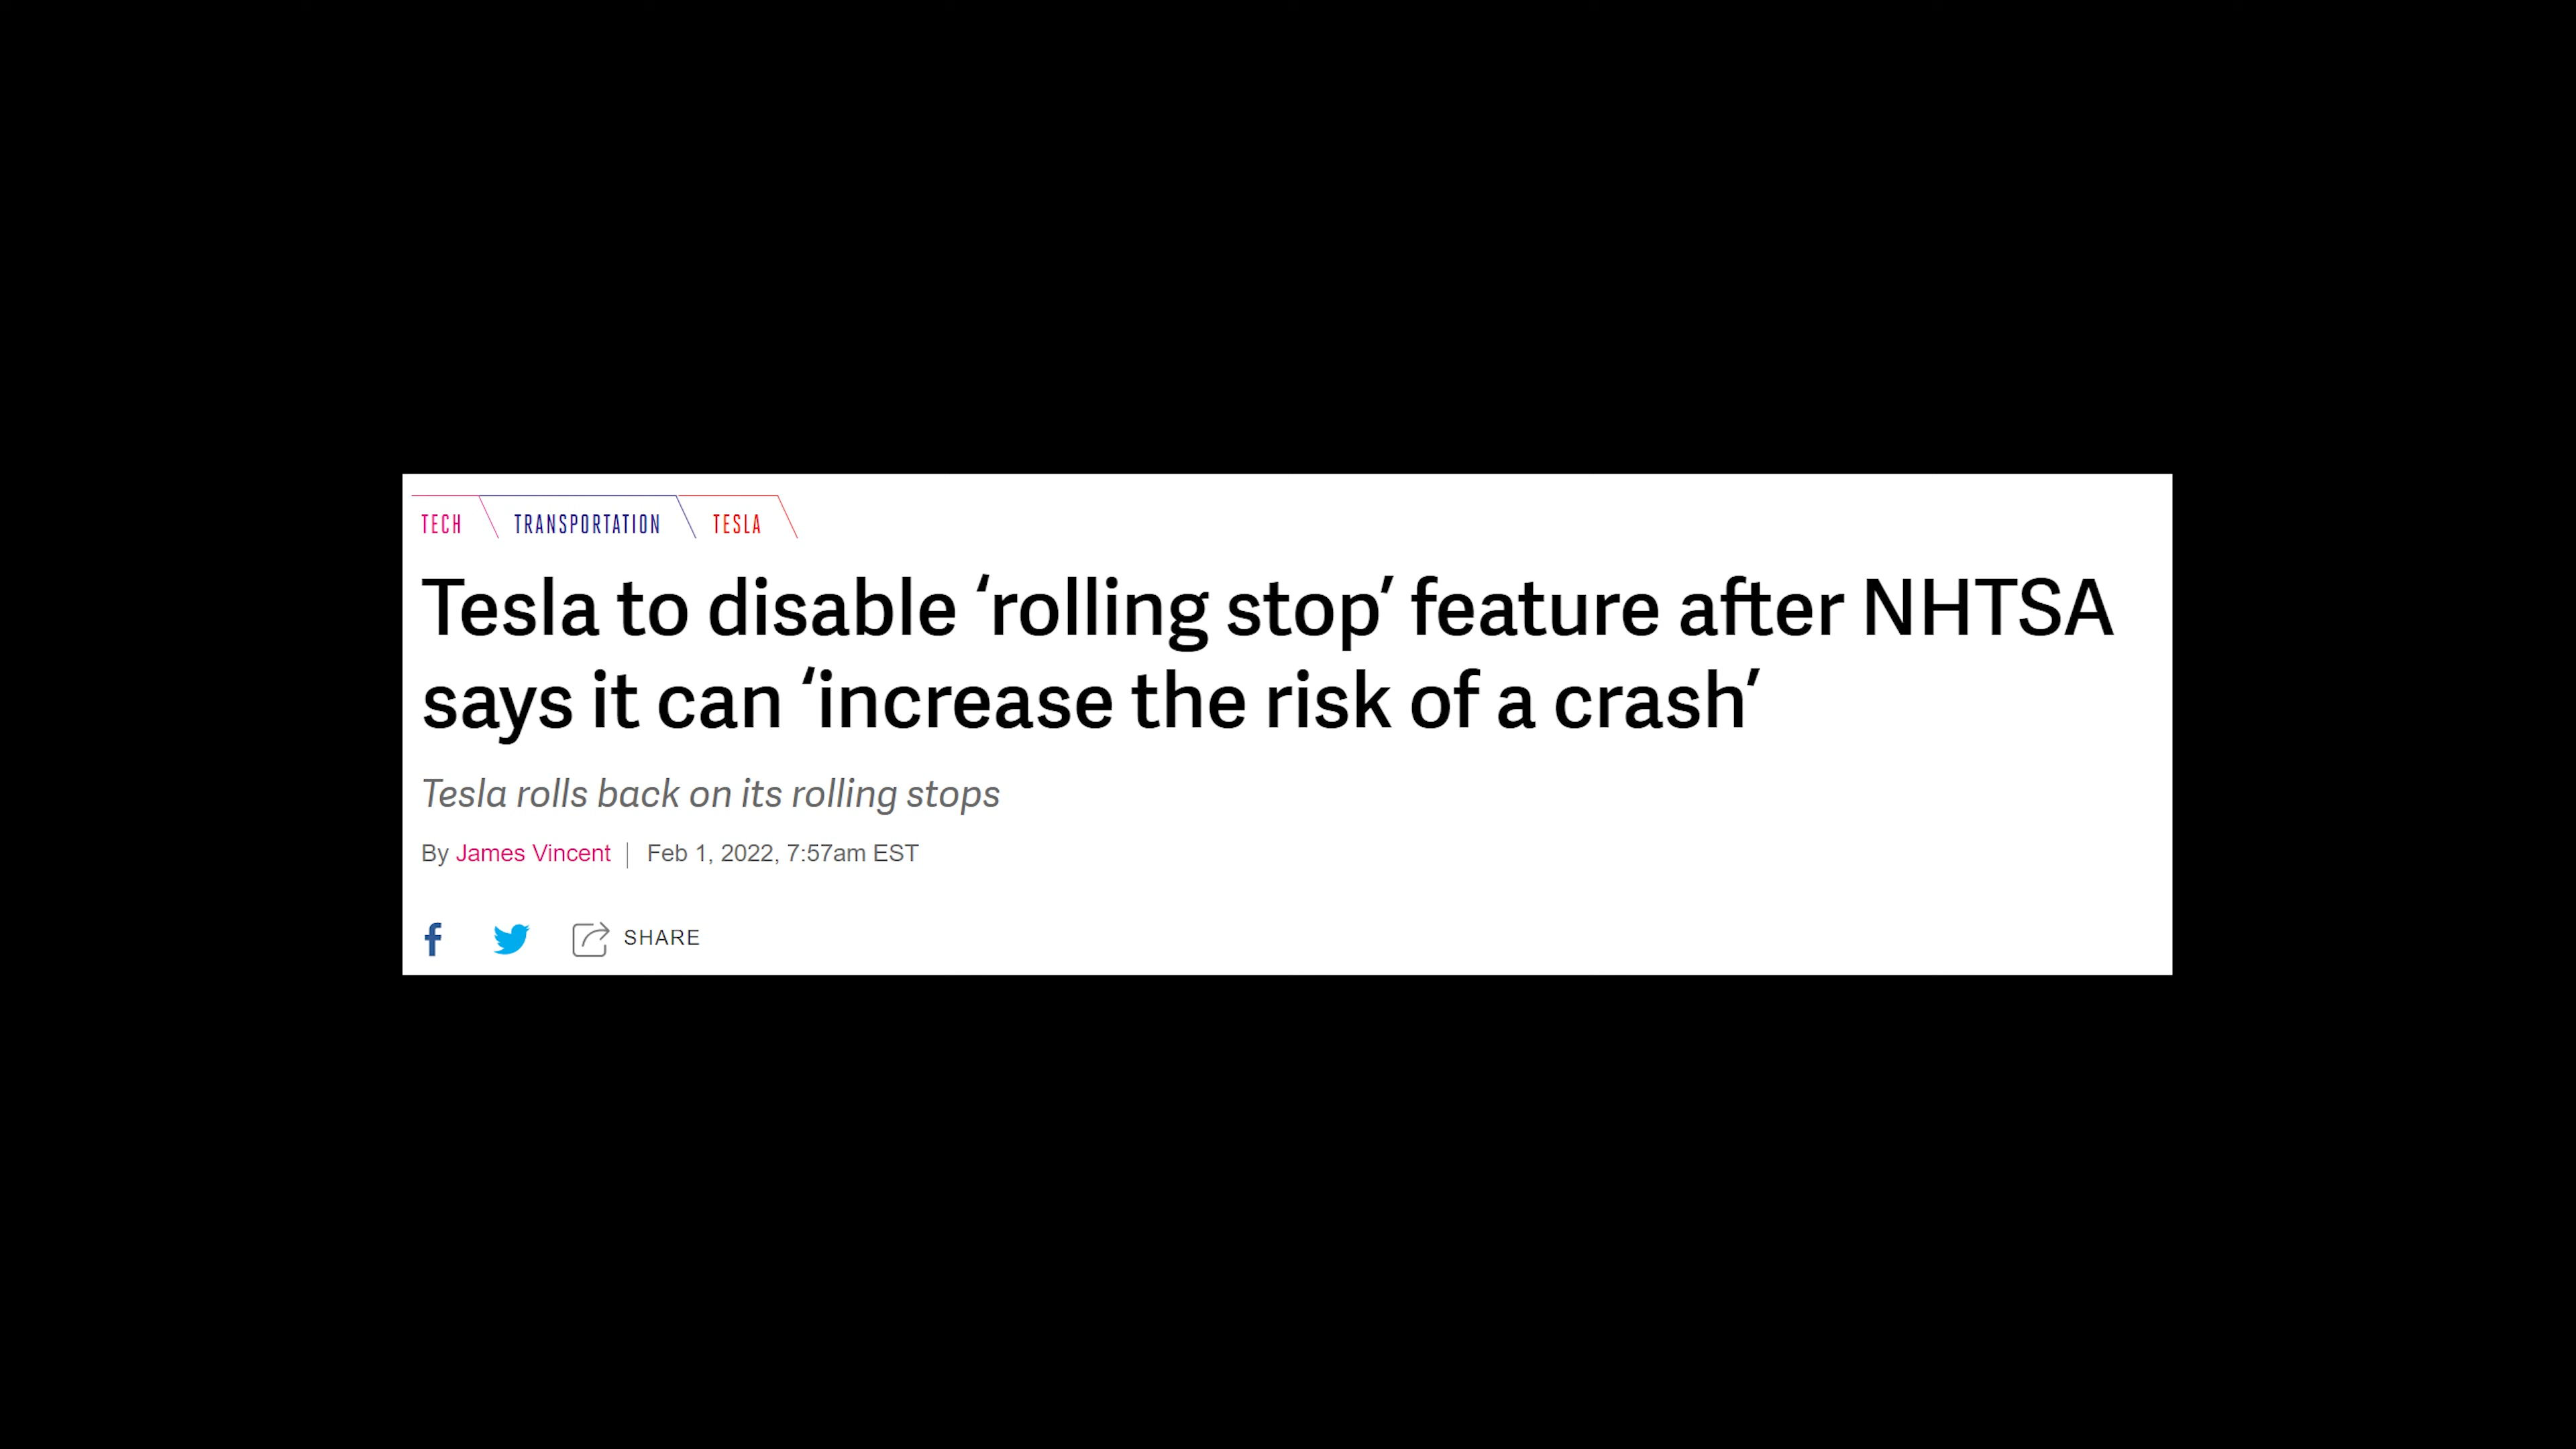 TECH TRANSPORTATION TESLA
Tesla to disable ‘rolling stop’ feature after NHTSA
says it can ‘increase the risk of a crash’
Tesla rolls back on its rolling stops
By James Vincent | Feb 1, 2022, 7:57am EST
SHARE